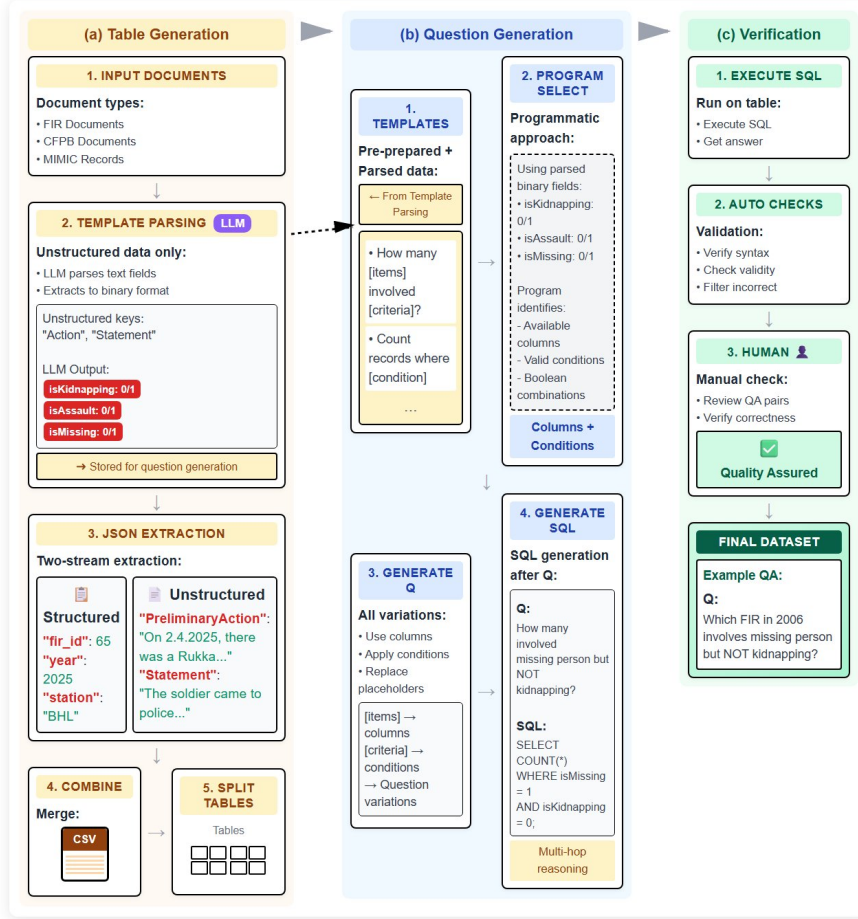 (a) Table Generation
1. INPUT DOCUMENTS
Document types:
• FIR Documents
• CFPB Documents
• MIMIC Records
2. TEMPLATE PARSING LLM
Unstructured data only:
• LLM parses text fields
• Extracts to binary format
Unstructured keys:
"Action", "Statement"
LLM Output:
isKidnapping: 0/1
isAssault: 0/1
isMissing: 0/1
→ Stored for question generation
3. JSON EXTRACTION
Two-stream extraction:
Structured
"fir_id": 65
"year":
2025
"station":
"BHL"
Unstructured
"PreliminaryAction":
"On 2.4.2025, there
was a Rukka..."
"Statement":
"The soldier came to
police..."
4. COMBINE
Merge:
CSV
5. SPLIT
TABLES
Tables
(b) Question Generation
1.
TEMPLATES
Pre-prepared +
Parsed data:
← From Template
Parsing
• How many
[items]
involved
[criteria]?
• Count
records where
[condition]
...
2. PROGRAM
SELECT
Programmatic
approach:
Using parsed
binary fields:
• isKidnapping:
0/1
• isAssault: 0/1
• isMissing: 0/1
Program
identifies:
- Available
columns
- Valid conditions
- Boolean
combinations
Columns +
Conditions
3. GENERATE
Q
All variations:
• Use columns
• Apply conditions
• Replace
placeholders
[items] →
columns
[criteria] →
conditions
→ Question
variations
4. GENERATE
SQL
SQL generation
after Q:
Q:
How many
involved
missing person but
NOT
kidnapping?
SQL:
SELECT
COUNT(*)
WHERE isMissing
= 1
AND isKidnapping
= 0;
Multi-hop
reasoning
(c) Verification
1. EXECUTE SQL
Run on table:
• Execute SQL
• Get answer
2. AUTO CHECKS
Validation:
• Verify syntax
• Check validity
• Filter incorrect
3. HUMAN
Manual check:
• Review QA pairs
• Verify correctness
Quality Assured
FINAL DATASET
Example QA:
Q:
Which FIR in 2006
involves missing person
but NOT kidnapping?